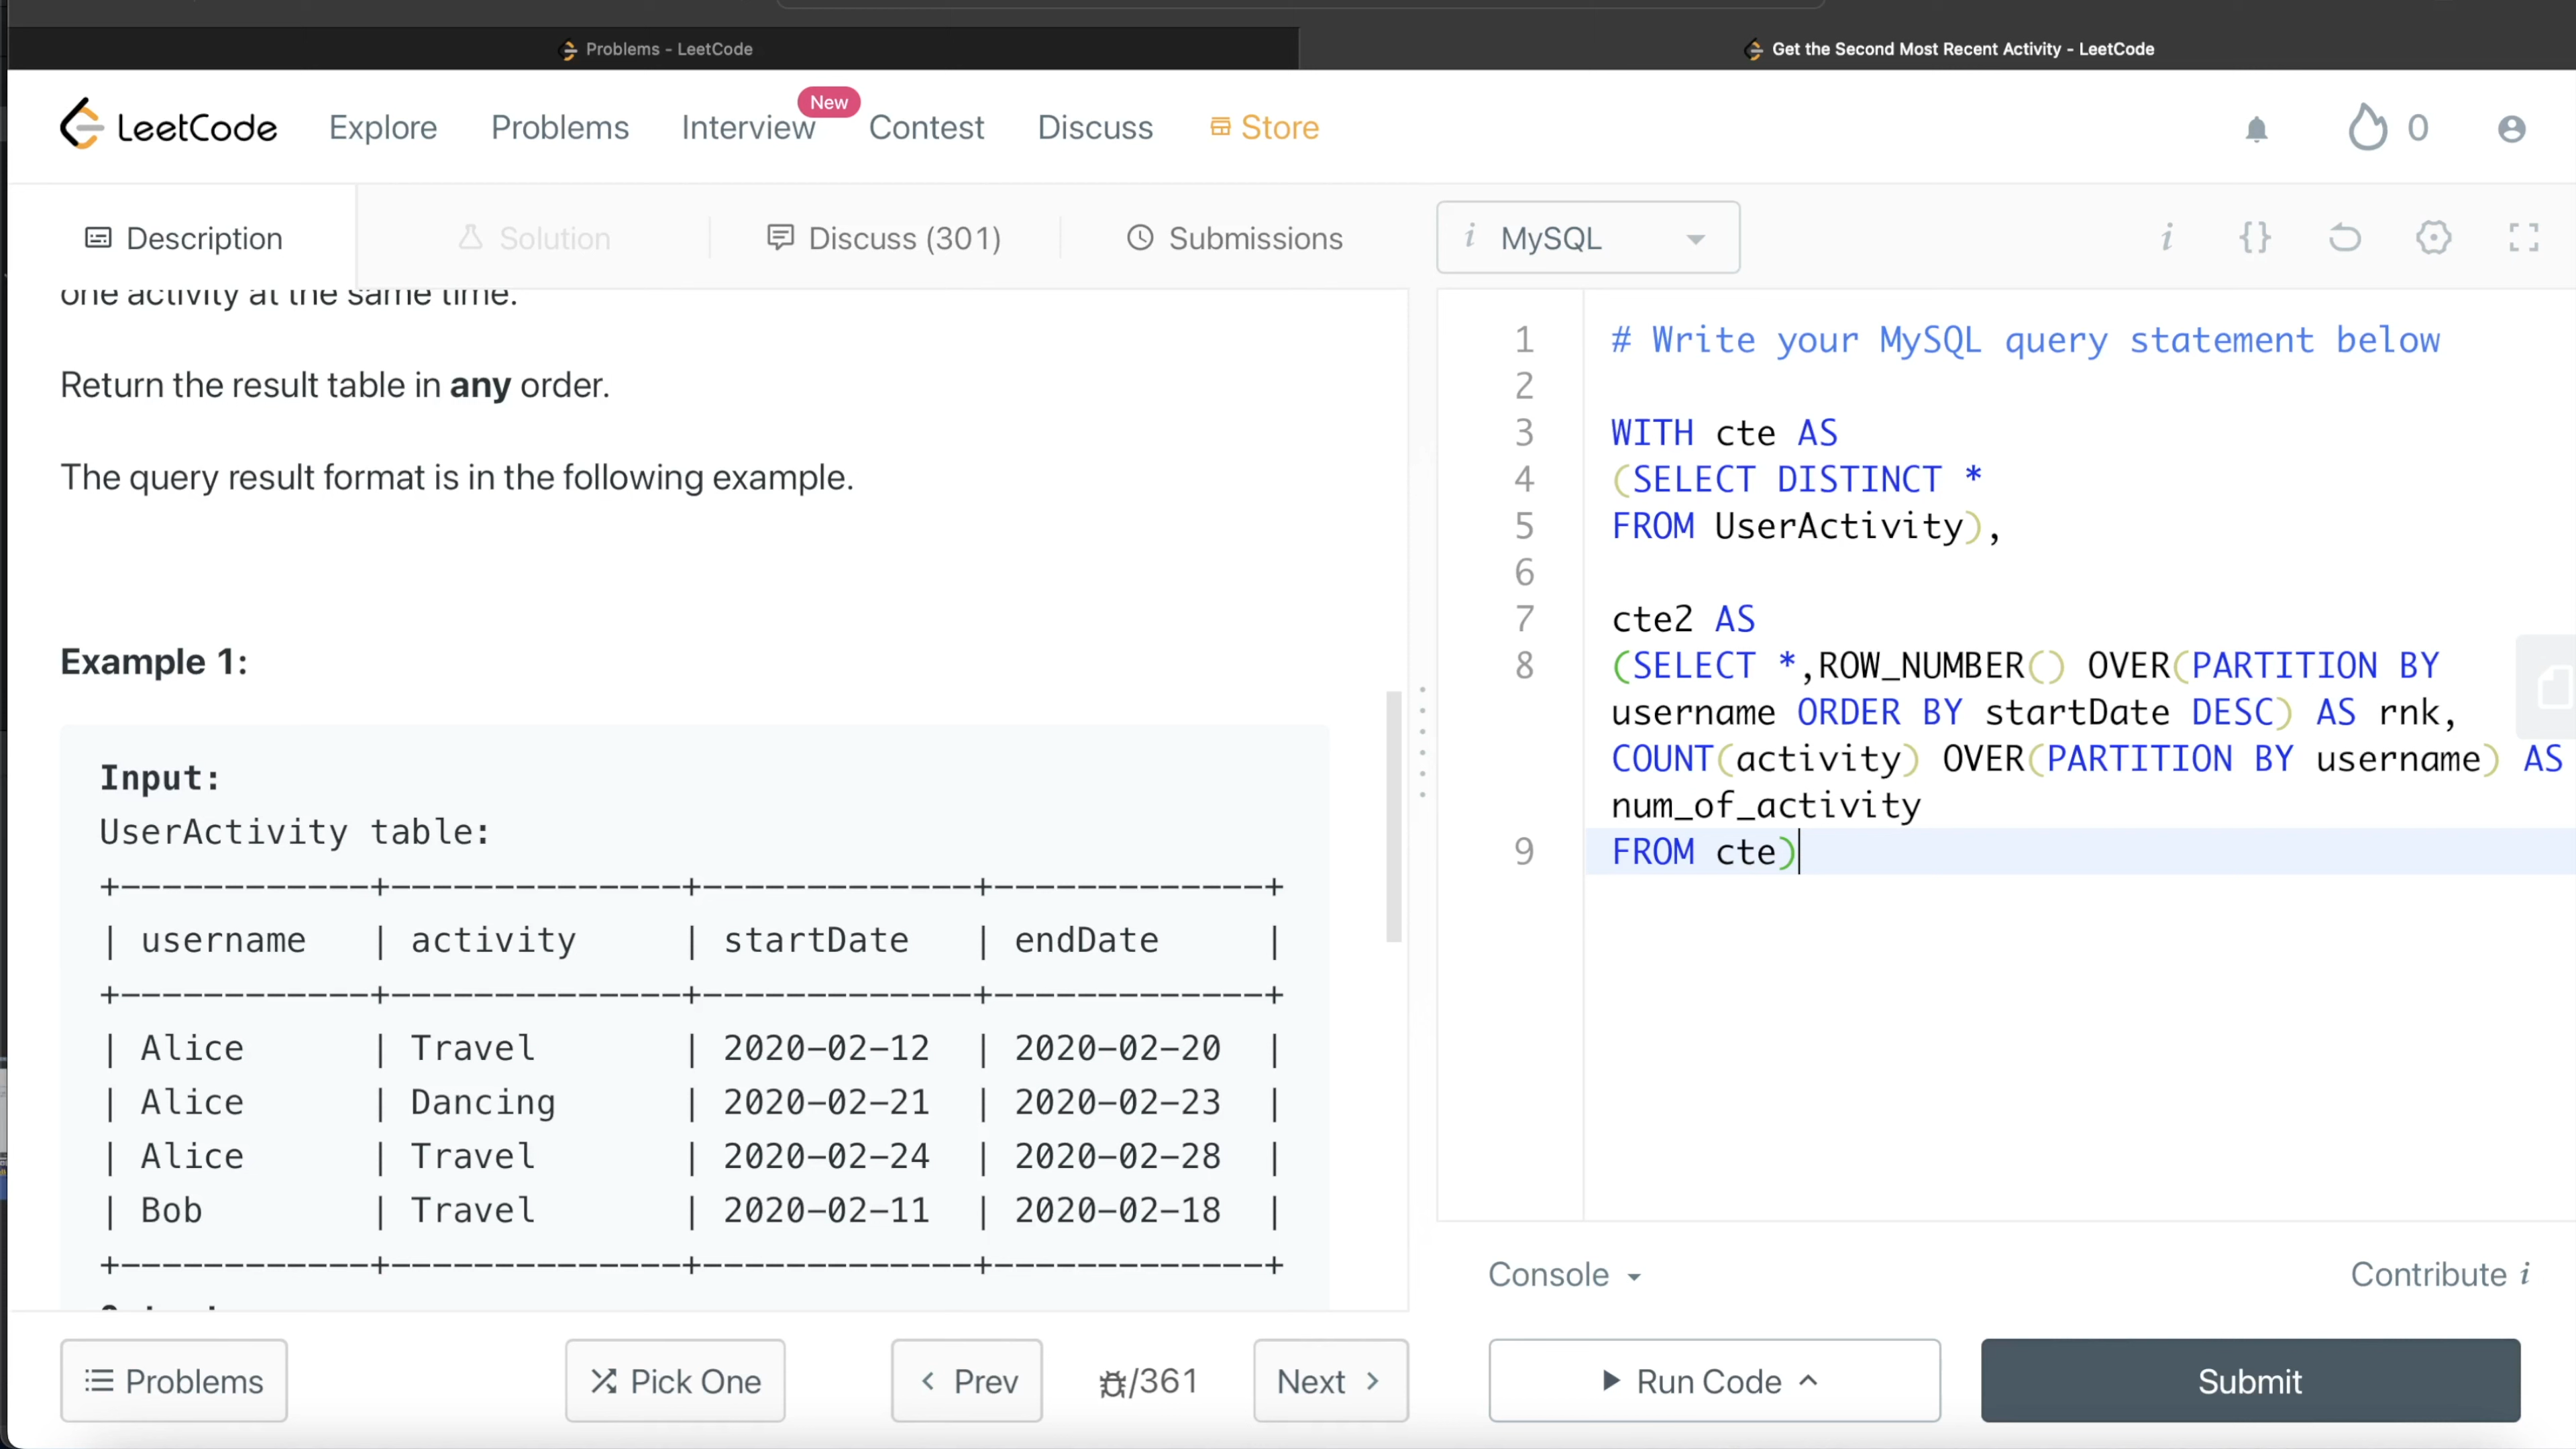 Problems - LeetCode
Get the Second Most Recent Activity - LeetCode
LeetCode Explore Problems Interview New Contest Discuss Store 0
Description Solution Discuss (301) Submissions
i MySQL i {}
one activity at the same time.
Return the result table in any order.
The query result format is in the following example.
Example 1:
Input:
UserActivity table:
+------------+--------------+-------------+-------------+
| username   | activity     | startDate   | endDate     |
+------------+--------------+-------------+-------------+
| Alice      | Travel       | 2020-02-12  | 2020-02-20  |
| Alice      | Dancing      | 2020-02-21  | 2020-02-23  |
| Alice      | Travel       | 2020-02-24  | 2020-02-28  |
| Bob        | Travel       | 2020-02-11  | 2020-02-18  |
+------------+--------------+-------------+-------------+
1 # Write your MySQL query statement below
2
3 WITH cte AS
4 (SELECT DISTINCT *
5 FROM UserActivity),
6
7 cte2 AS
8 (SELECT *,ROW_NUMBER() OVER(PARTITION BY
username ORDER BY startDate DESC) AS rnk,
COUNT(activity) OVER(PARTITION BY username) AS
num_of_activity
9 FROM cte)
Console
Contribute i
Problems
Pick One
< Prev
/361
Next >
Run Code
Submit